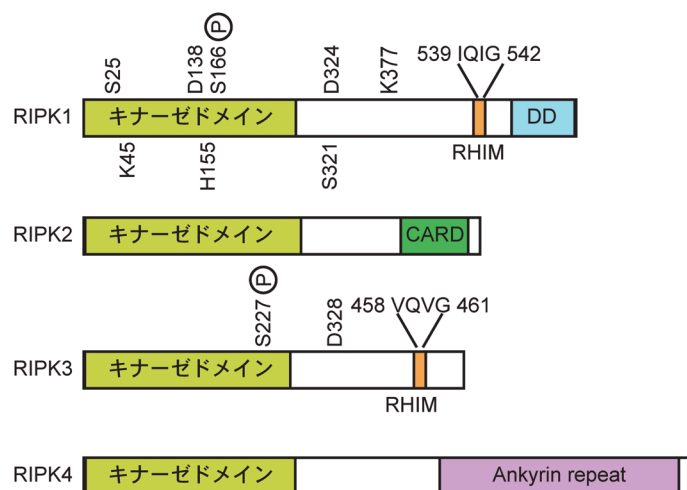 P
S25 D138 S166 D324 K377 539 IQIG 542
RIPK1 キナーゼドメイン DD
K45 H155 S321 RHIM
RIPK2 キナーゼドメイン CARD
P
S227 D328 458 VQVG 461
RIPK3 キナーゼドメイン
RHIM
RIPK4 キナーゼドメイン Ankyrin repeat